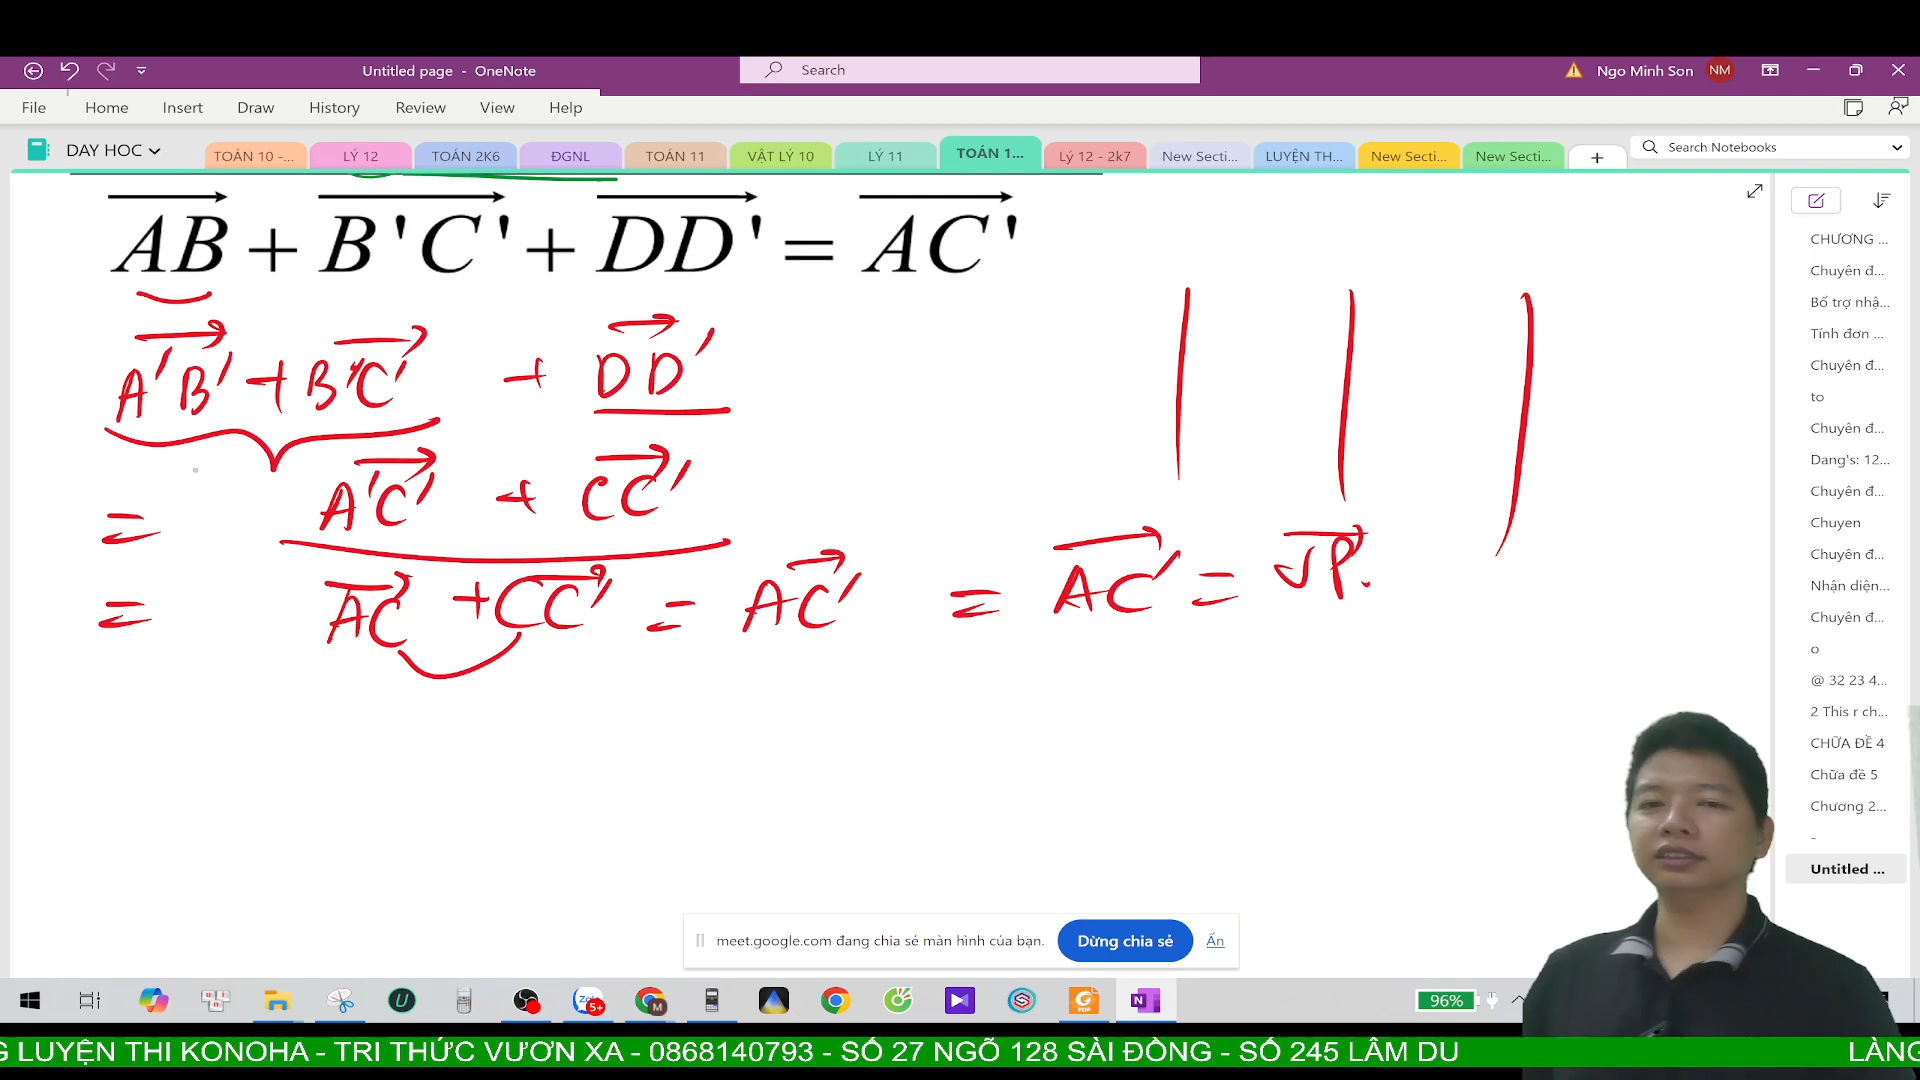 Untitled page - OneNote
Search
Ngo Minh Son NM
File Home Insert Draw History Review View Help
DAY HOC
TOÁN 10 -... LÝ 12 TOÁN 2K6 ĐGNL TOÁN 11 VẬT LÝ 10 LÝ 11 TOÁN 1... Lý 12 - 2k7 New Secti... LUYỆN TH... New Secti... New Secti... +
Search Notebooks
AB + B'C' + DD' = AC'
A'B' + B'C' + DD'
= A'C' + CC'
= AC + CC' = AC' = AC' = VP.
CHƯƠNG ...
Chuyên đ...
Bổ trợ nhậ...
Tính đơn ...
Chuyên đ...
to
Chuyên đ...
Dang's: 12...
Chuyên đ...
Chuyen
Chuyên đ...
Nhận diện...
Chuyên đ...
o
@ 32 23 4...
2 This r ch...
CHỮA ĐỀ 4
Chữa đề 5
Chương 2...
-
Untitled ...
meet.google.com đang chia sẻ màn hình của bạn. Dừng chia sẻ Ẩn
96%
G LUYỆN THI KONOHA - TRI THỨC VƯƠN XA - 0868140793 - SỐ 27 NGÕ 128 SÀI ĐỒNG - SỐ 245 LÂM DU LÀNG